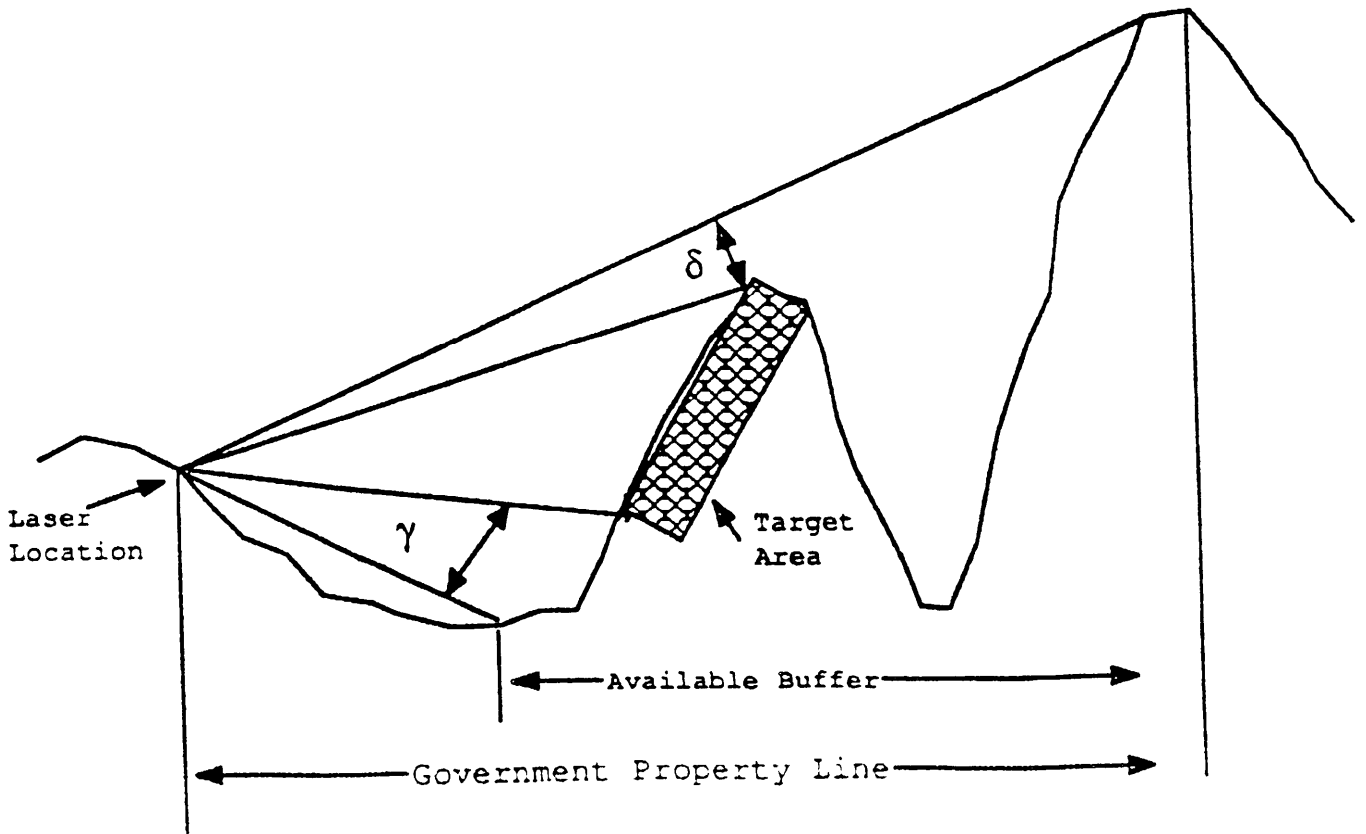 δ
Laser
Location
γ
Target
Area
Available Buffer
Government Property Line